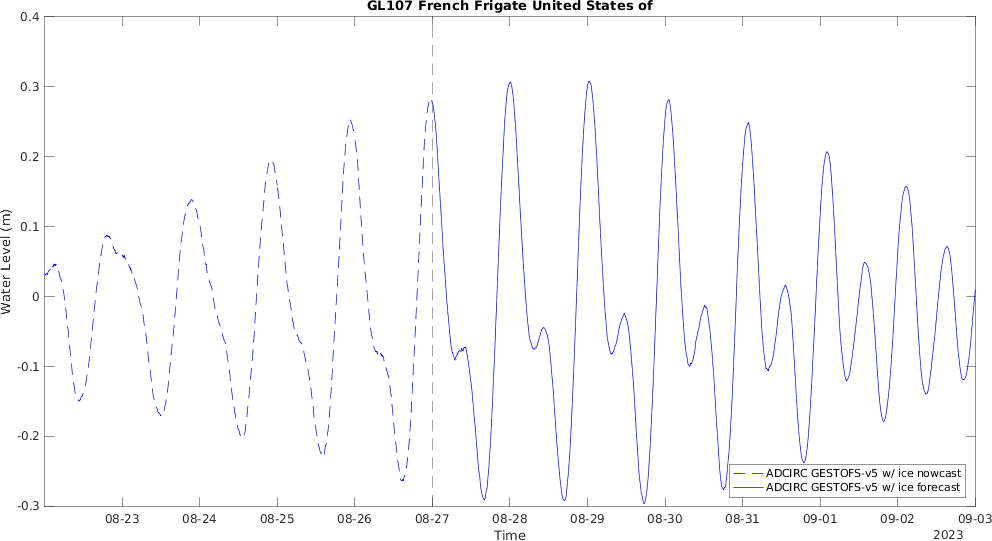 GL107 French Frigate United States of
0.4
0.3
0.2
0.1
0
-0.1
-0.2
-0.3
Water Level (m)
ADCIRC GESTOFS-v5 w/ ice nowcast
ADCIRC GESTOFS-v5 w/ ice forecast
08-23 08-24 08-25 08-26 08-27 08-28 08-29 08-30 08-31 09-01 09-02 09-03
Time
2023